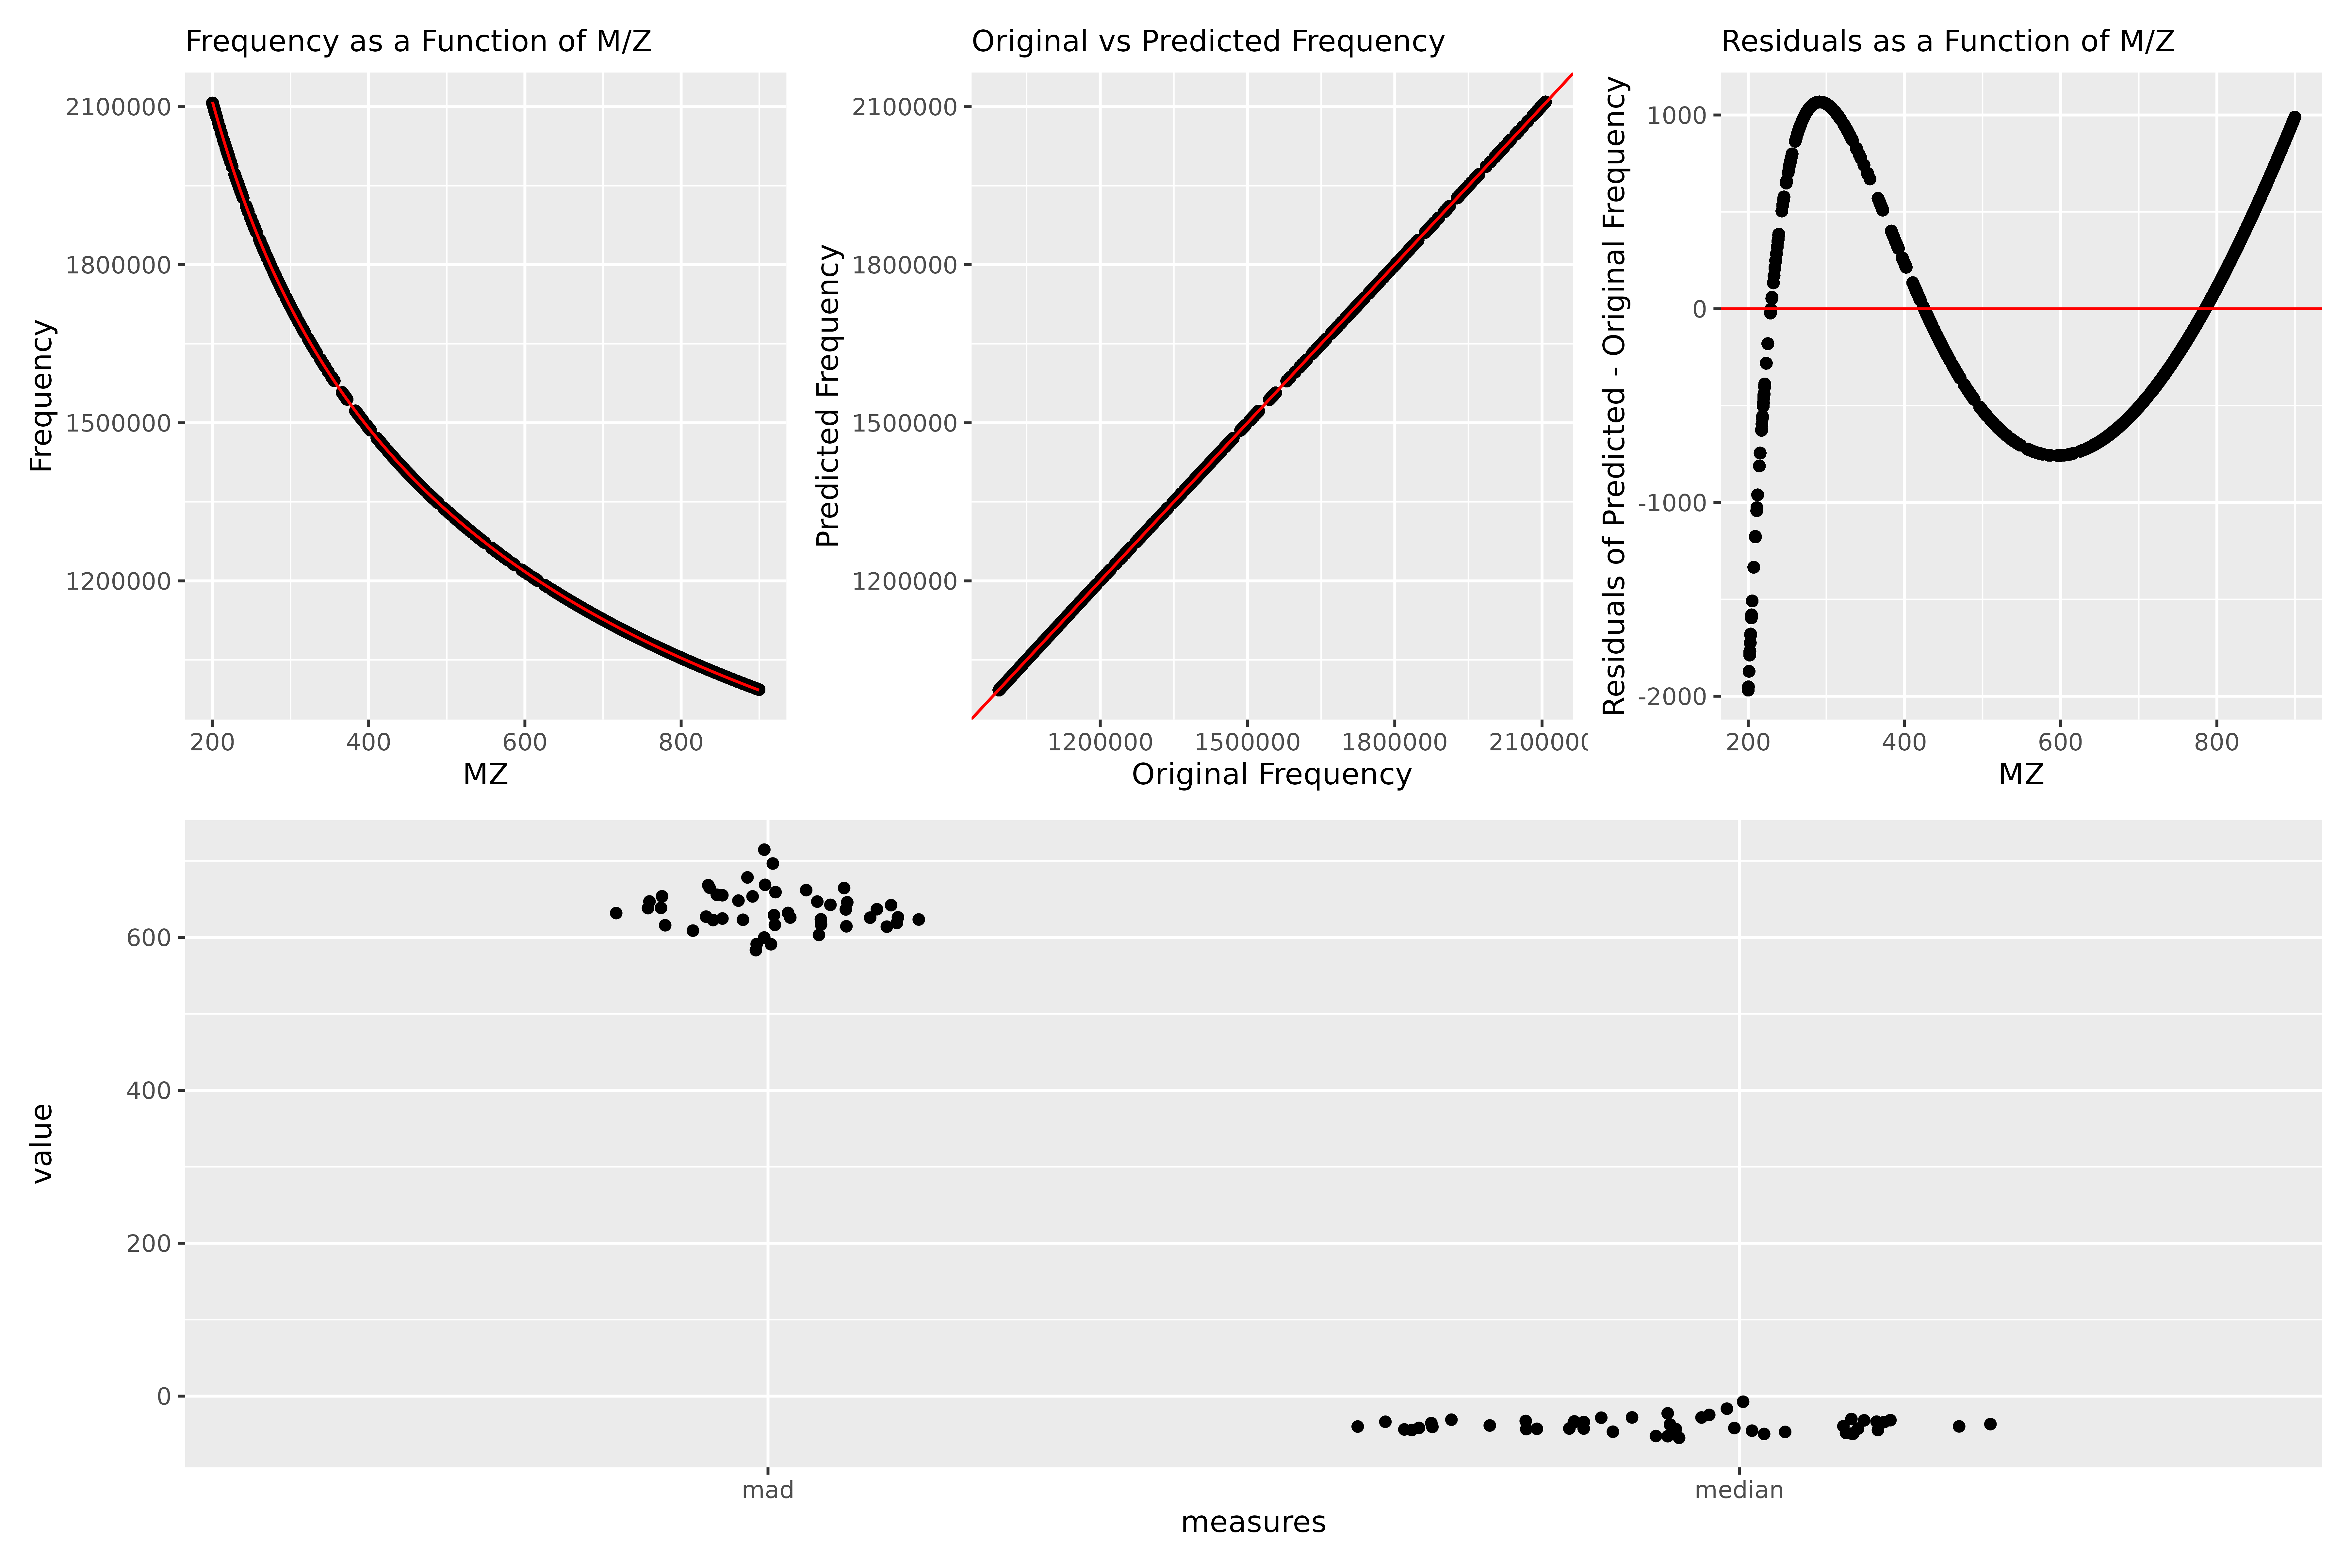 Frequency as a Function of M/Z
Frequency
2100000
1800000
1500000
1200000
200 400 600 800
MZ
Original vs Predicted Frequency
Predicted Frequency
2100000
1800000
1500000
1200000
1200000 1500000 1800000 2100000
Original Frequency
Residuals as a Function of M/Z
Residuals of Predicted - Original Frequency
1000
0
-1000
-2000
200 400 600 800
MZ
value
600
400
200
0
mad median
measures